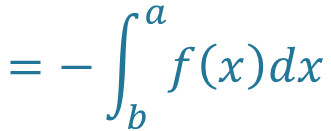 = − ∫_b^a f(x)dx